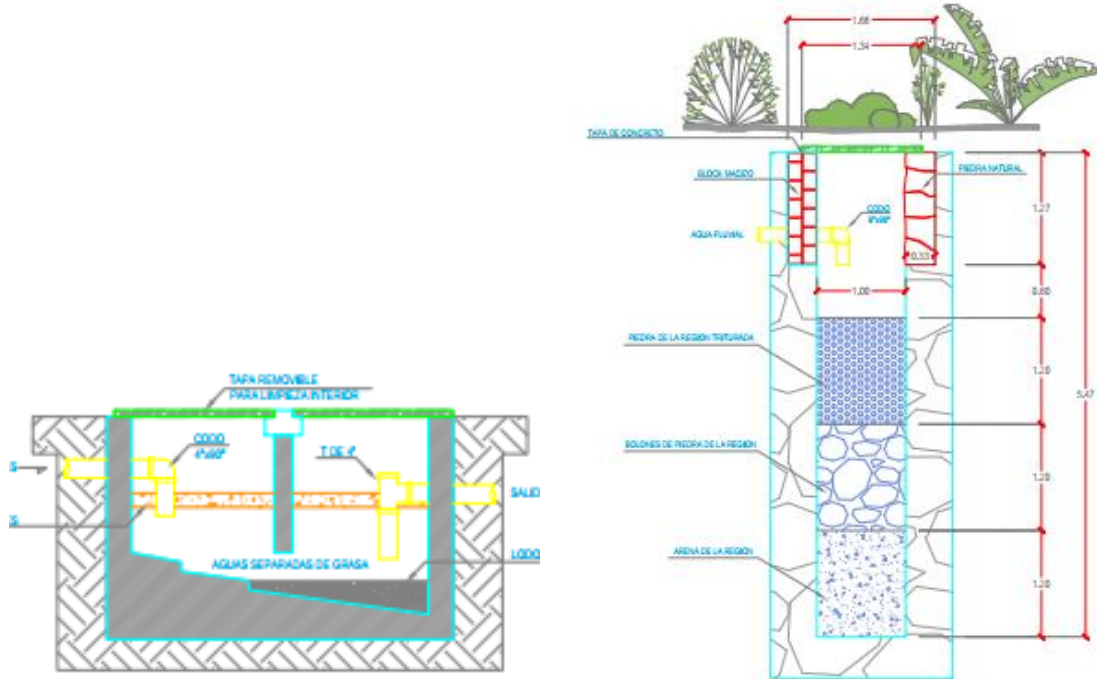 TAPA REMOVIBLE
PARA LIMPIEZA INTERIOR
CODO
4"x90°
T DE 4"
S
SALID
S
AGUAS SEPARADAS DE GRASA
LODO
1.66
1.34
TAPA DE CONCRETO
BLOCK MACIZO
PIEDRA NATURAL
CODO
AGUA PLUVIAL
0.33
1.00
1.27
0.60
PIEDRA DE LA REGION TRITURADA
1.20
5.47
BOLONES DE PIEDRA DE LA REGION
1.20
ARENA DE LA REGION
1.20